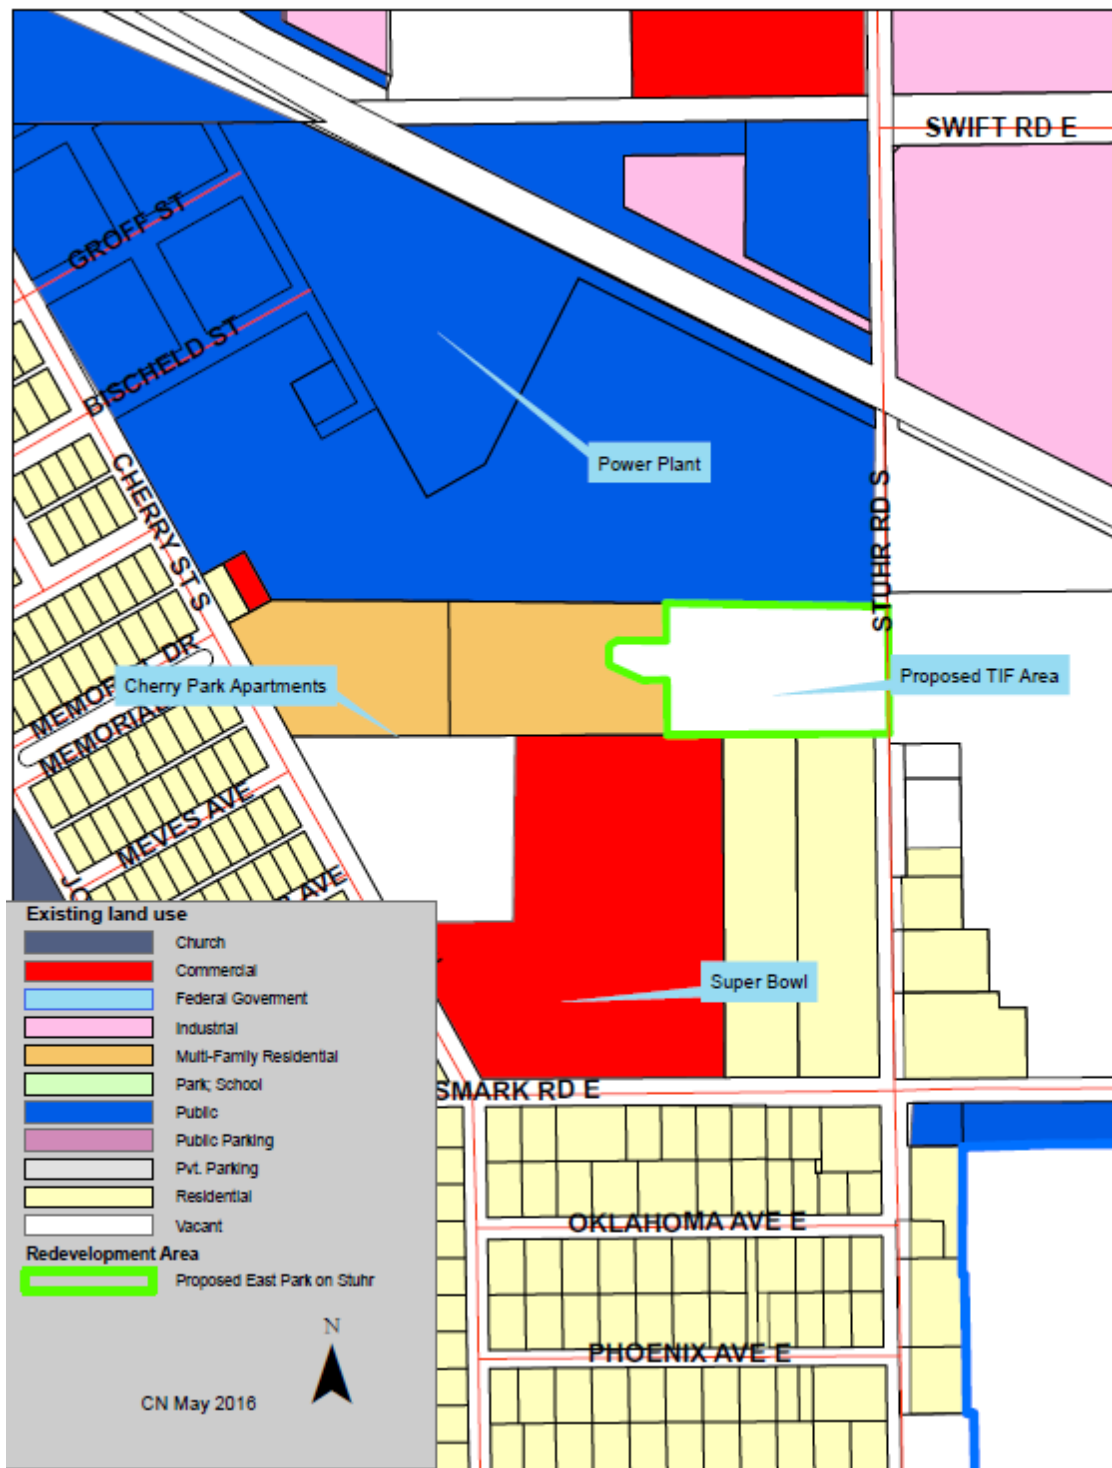 SWIFT RD E
GROFF ST
BISCHELD ST
Power Plant
CHERRY ST S
STUHR RD S
MEMORIAL DR
Cherry Park Apartments
Proposed TIF Area
MEMORIAL
MEVES AVE
AVE
Super Bowl
SMARK RD E
OKLAHOMA AVE E
PHOENIX AVE E
Existing land use
Church
Commercial
Federal Goverment
Industrial
Multi-Family Residential
Park; School
Public
Public Parking
Pvt. Parking
Residential
Vacant
Redevelopment Area
Proposed East Park on Stuhr
N
CN May 2016